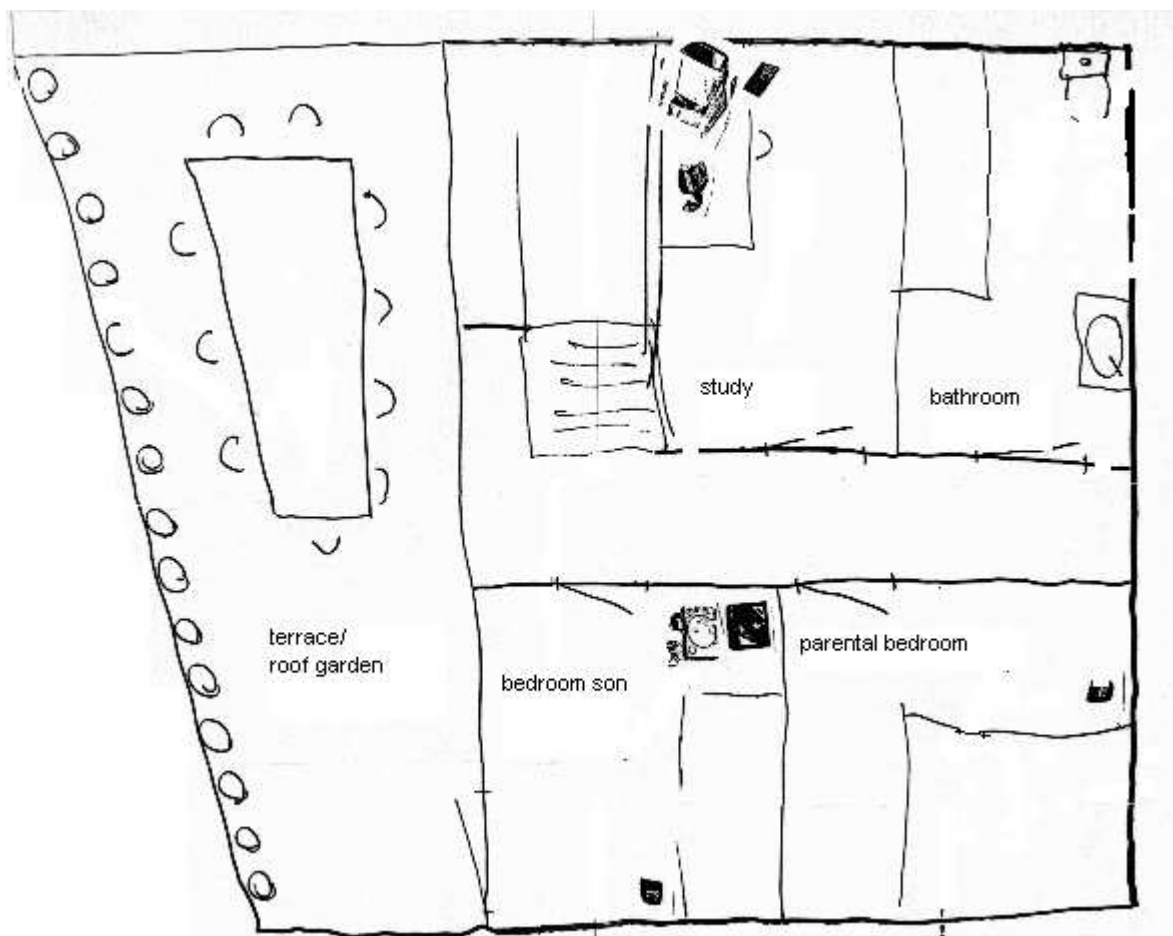 study
bathroom
terrace/
roof garden
bedroom son
parental bedroom